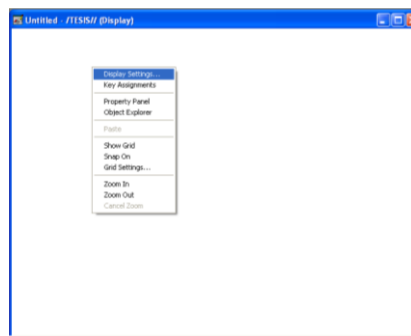 Untitled - /TESIS// (Display)
Display Settings...
Key Assignments
Property Panel
Object Explorer
Paste
Show Grid
Snap On
Grid Settings...
Zoom In
Zoom Out
Cancel Zoom